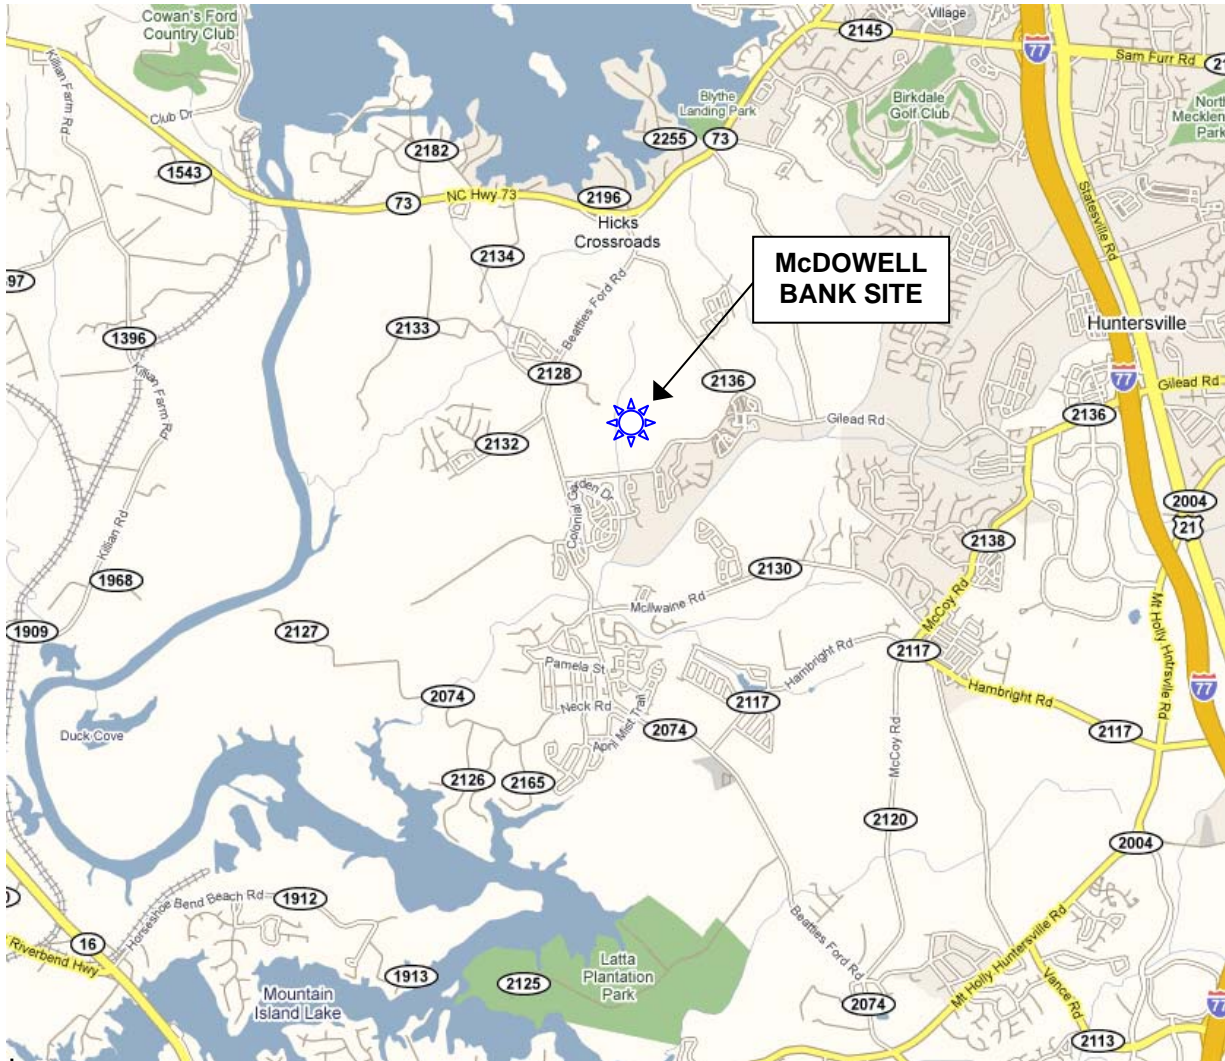 Cowan's Ford
Country Club
Village
2145
77
Sam Furr Rd
21
Killian Farm Rd
Club Dr
Blythe
Landing Park
Birkdale
Golf Club
North
Mecklen
Park
2182
2255
73
1543
73
NC Hwy 73
2196
Hicks
Crossroads
Statesville Rd
2134
McDOWELL
BANK SITE
97
Beatties Ford Rd
2133
1396
Huntersville
Killian Farm Rd
2128
2136
77
Gilead Rd
2136
Gilead Rd
2132
Colonial Garden Dr
2004
21
Killian Rd
2138
1968
2130
McIlwaine Rd
McCoy Rd
Mt Holly Hntrsville Rd
1909
2127
2117
Pamela St
Hambright Rd
77
2074
Neck Rd
April Mist Trail
2117
Hambright Rd
2074
2117
Duck Cove
McCoy Rd
2126
2165
2120
2004
Horseshoe Bend Beach Rd
1912
Beatties Ford Rd
16
Riverbend Hwy
Latta
Plantation
Park
Mt Holly Huntersville Rd
1913
2125
Mountain
Island Lake
2074
Vance Rd
77
2113